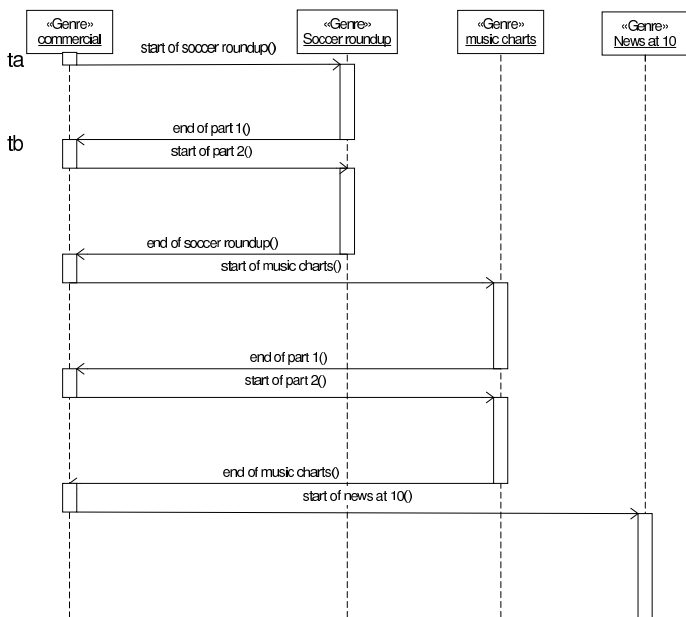 «Genre»
commercial
«Genre»
Soccer roundup
«Genre»
music charts
«Genre»
News at 10
ta
start of soccer roundup()
end of part 1()
tb
start of part 2()
end of soccer roundup()
start of music charts()
end of part 1()
start of part 2()
end of music charts()
start of news at 10()